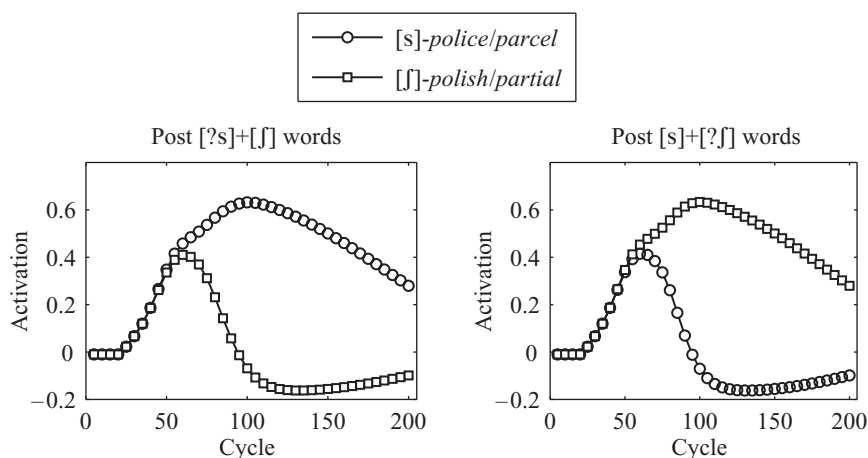 [s]-police/parcel
[ʃ]-polish/partial
Post [?s]+[ʃ] words
Post [s]+[?ʃ] words
Activation
0.6
0.4
0.2
0
−0.2
0
50
100
150
200
Cycle
Activation
0.6
0.4
0.2
0
−0.2
0
50
100
150
200
Cycle